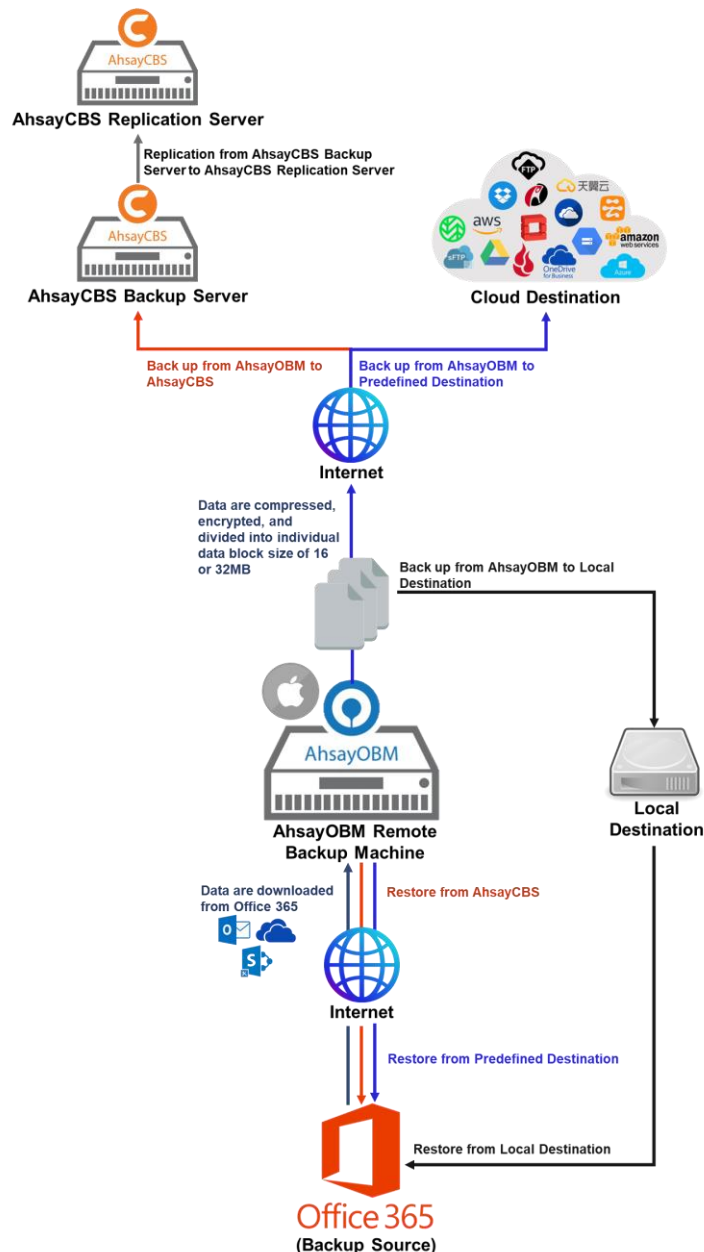 AhsayCBS
AhsayCBS Replication Server
Replication from AhsayCBS Backup
Server to AhsayCBS Replication Server
AhsayCBS
AhsayCBS Backup Server
FTP
天翼云
aws
amazon
web services
sFTP
OneDrive
for Business
Azure
Cloud Destination
Back up from AhsayOBM to
AhsayCBS
Back up from AhsayOBM to
Predefined Destination
Internet
Data are compressed,
encrypted, and
divided into individual
data block size of 16
or 32MB
Back up from AhsayOBM to Local
Destination
AhsayOBM
AhsayOBM Remote
Backup Machine
Local
Destination
Data are downloaded
from Office 365
Restore from AhsayCBS
Internet
Restore from Predefined Destination
Restore from Local Destination
Office 365
(Backup Source)